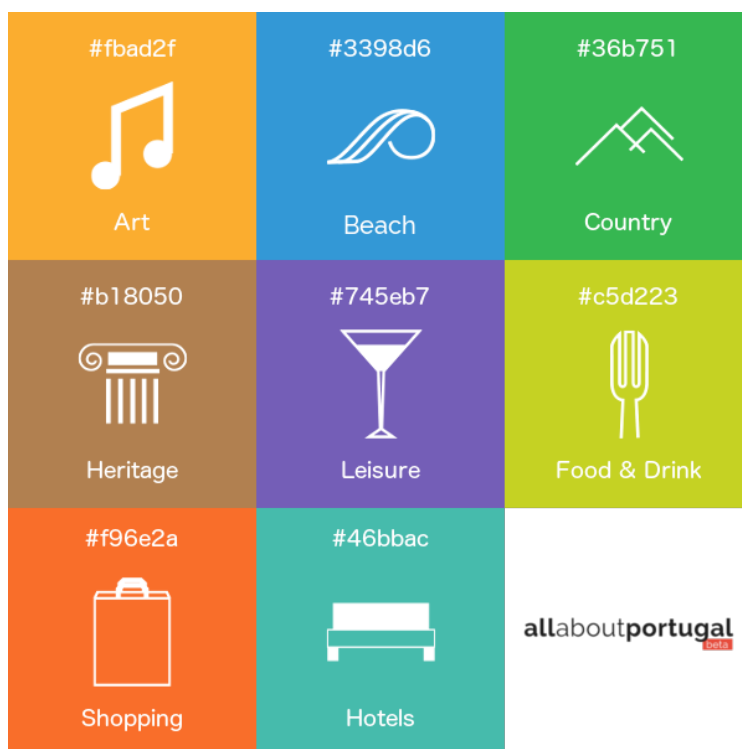 #fbad2f
Art
#3398d6
Beach
#36b751
Country
#b18050
Heritage
#745eb7
Leisure
#c5d223
Food & Drink
#f96e2a
Shopping
#46bbac
Hotels
allaboutportugal
beta